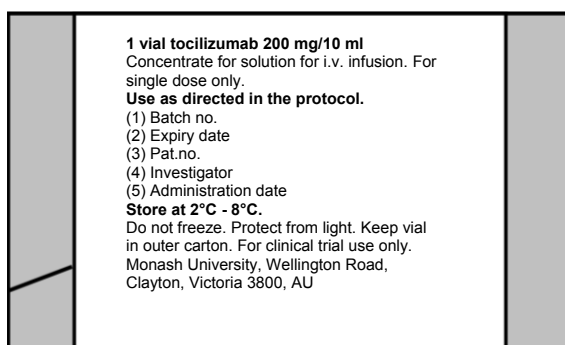 1 vial tocilizumab 200 mg/10 ml
Concentrate for solution for i.v. infusion. For
single dose only.
Use as directed in the protocol.
(1) Batch no.
(2) Expiry date
(3) Pat.no.
(4) Investigator
(5) Administration date
Store at 2°C - 8°C.
Do not freeze. Protect from light. Keep vial
in outer carton. For clinical trial use only.
Monash University, Wellington Road,
Clayton, Victoria 3800, AU